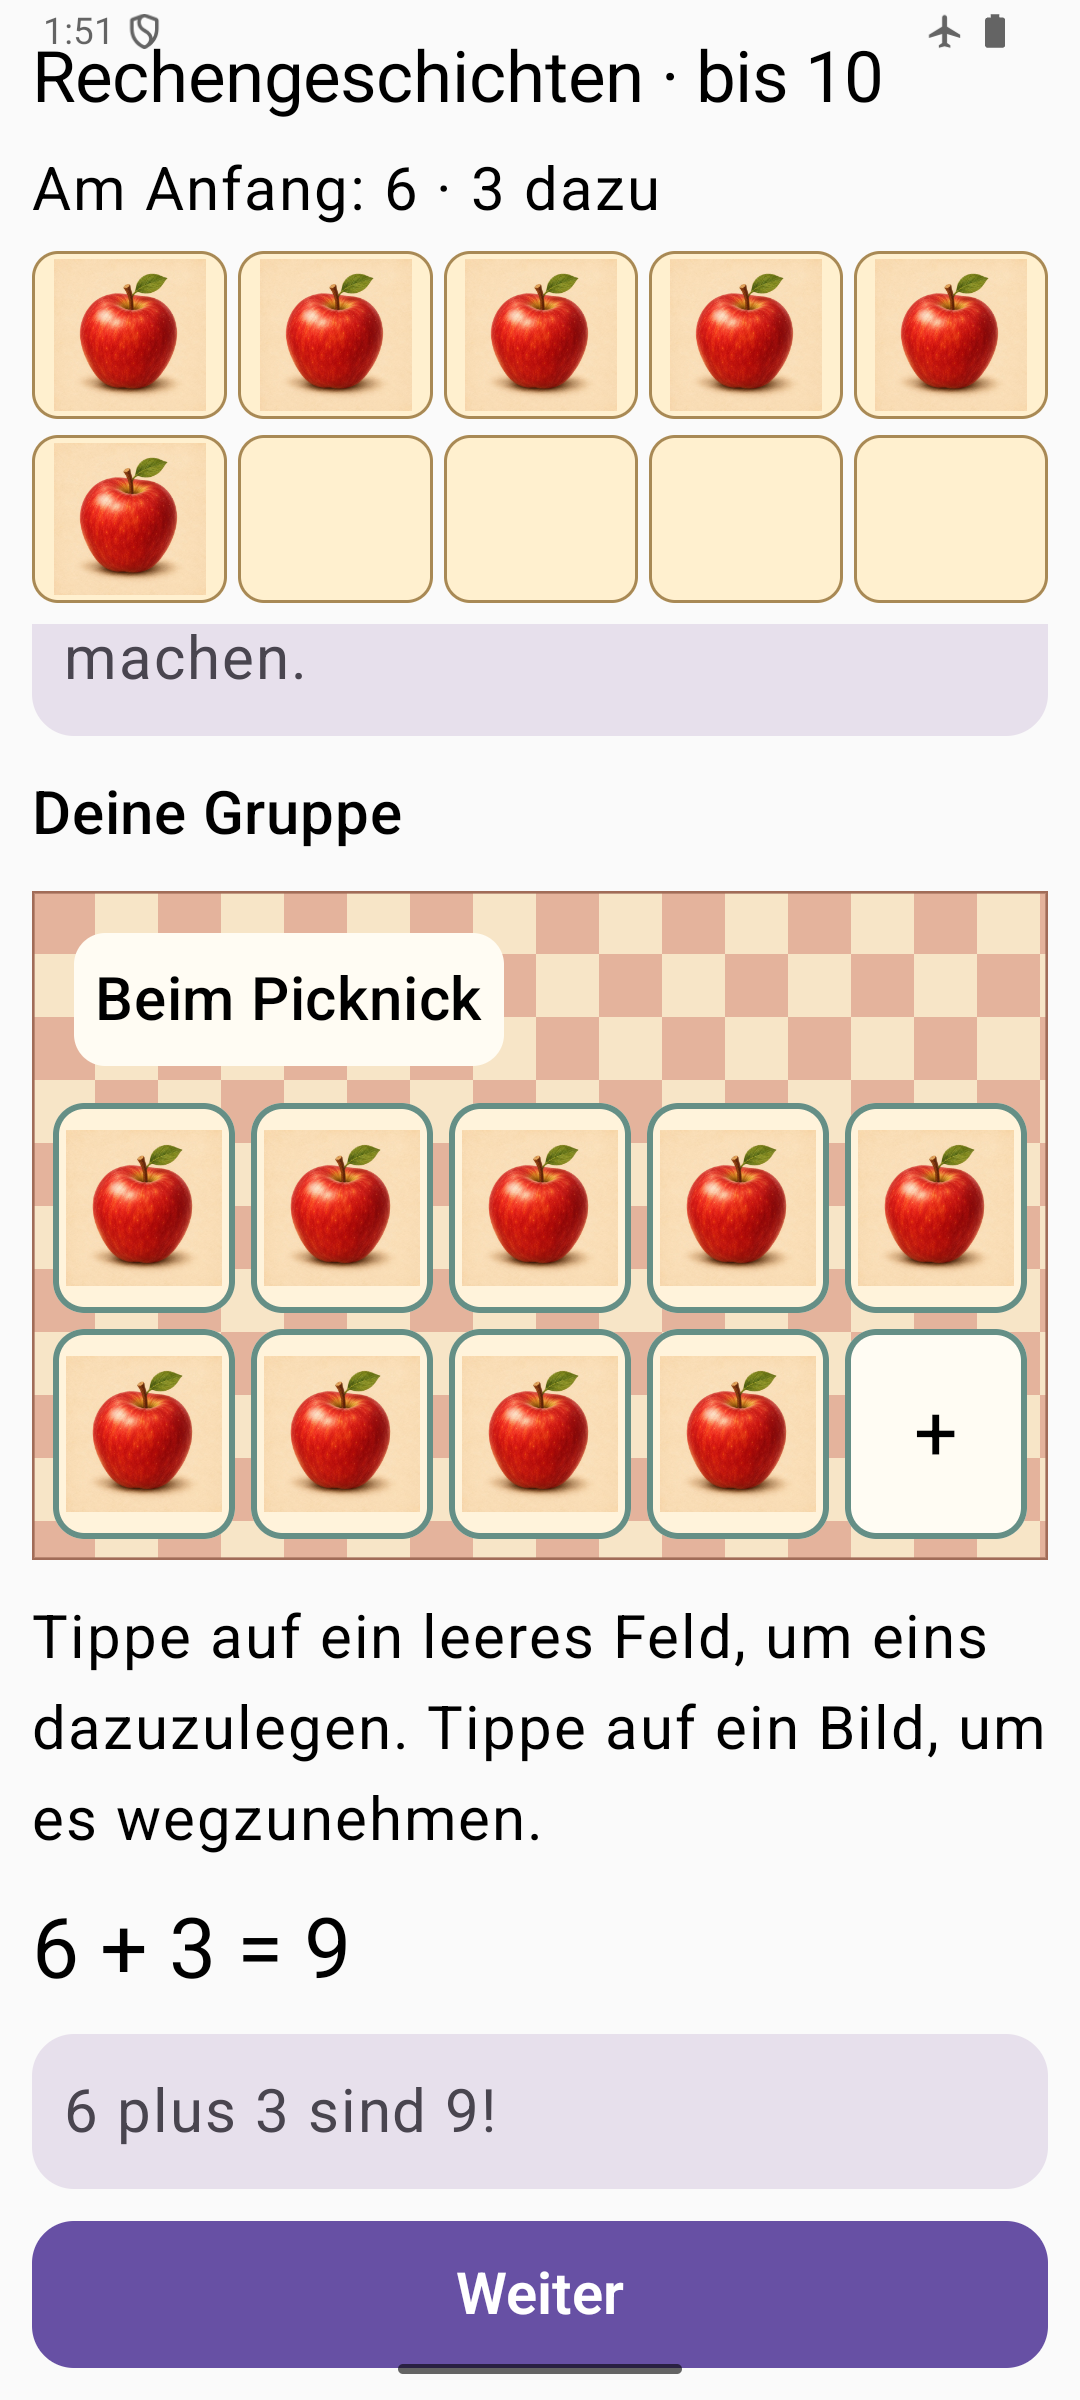 1:51
Rechengeschichten · bis 10
Am Anfang: 6 · 3 dazu
machen.
Deine Gruppe
Beim Picknick
+
Tippe auf ein leeres Feld, um eins
dazuzulegen. Tippe auf ein Bild, um
es wegzunehmen.
6 + 3 = 9
6 plus 3 sind 9!
Weiter